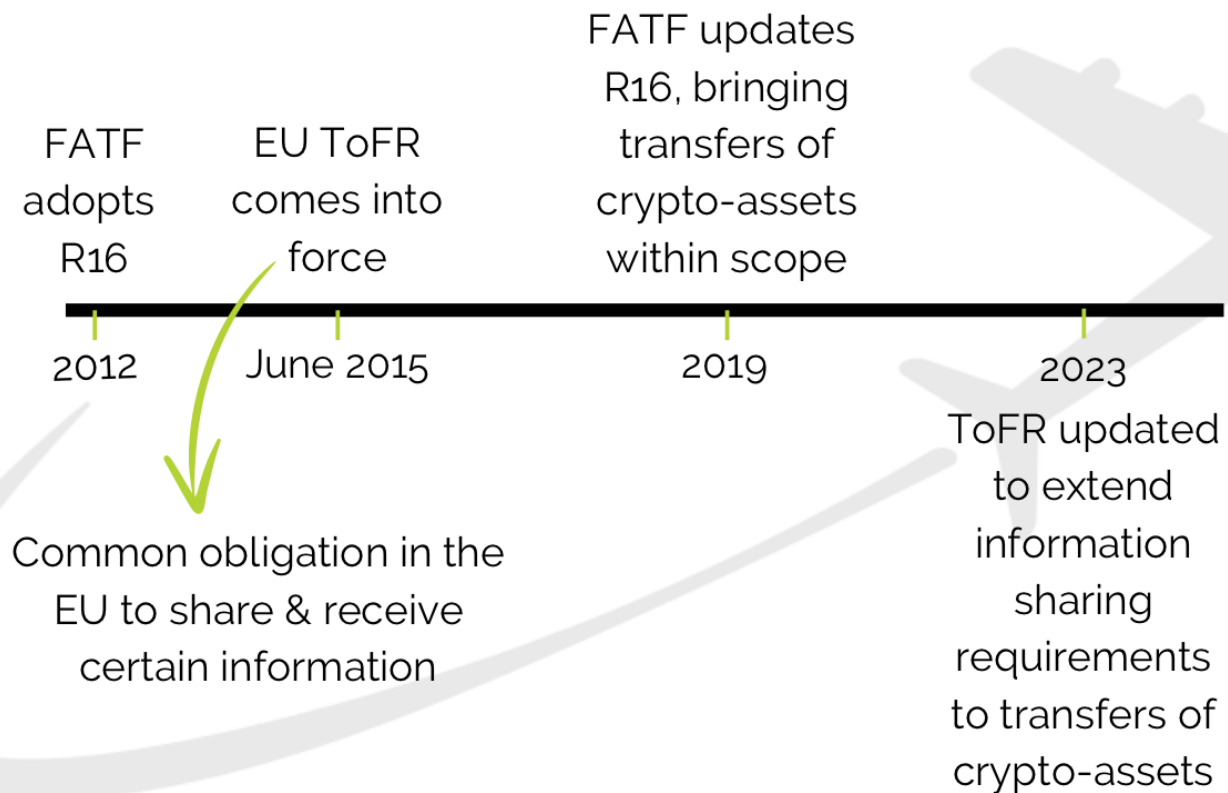 FATF
adopts
R16
EU ToFR
comes into
force
FATF updates
R16, bringing
transfers of
crypto-assets
within scope
2012
June 2015
2019
2023
Common obligation in the
EU to share & receive
certain information
ToFR updated
to extend
information
sharing
requirements
to transfers of
crypto-assets